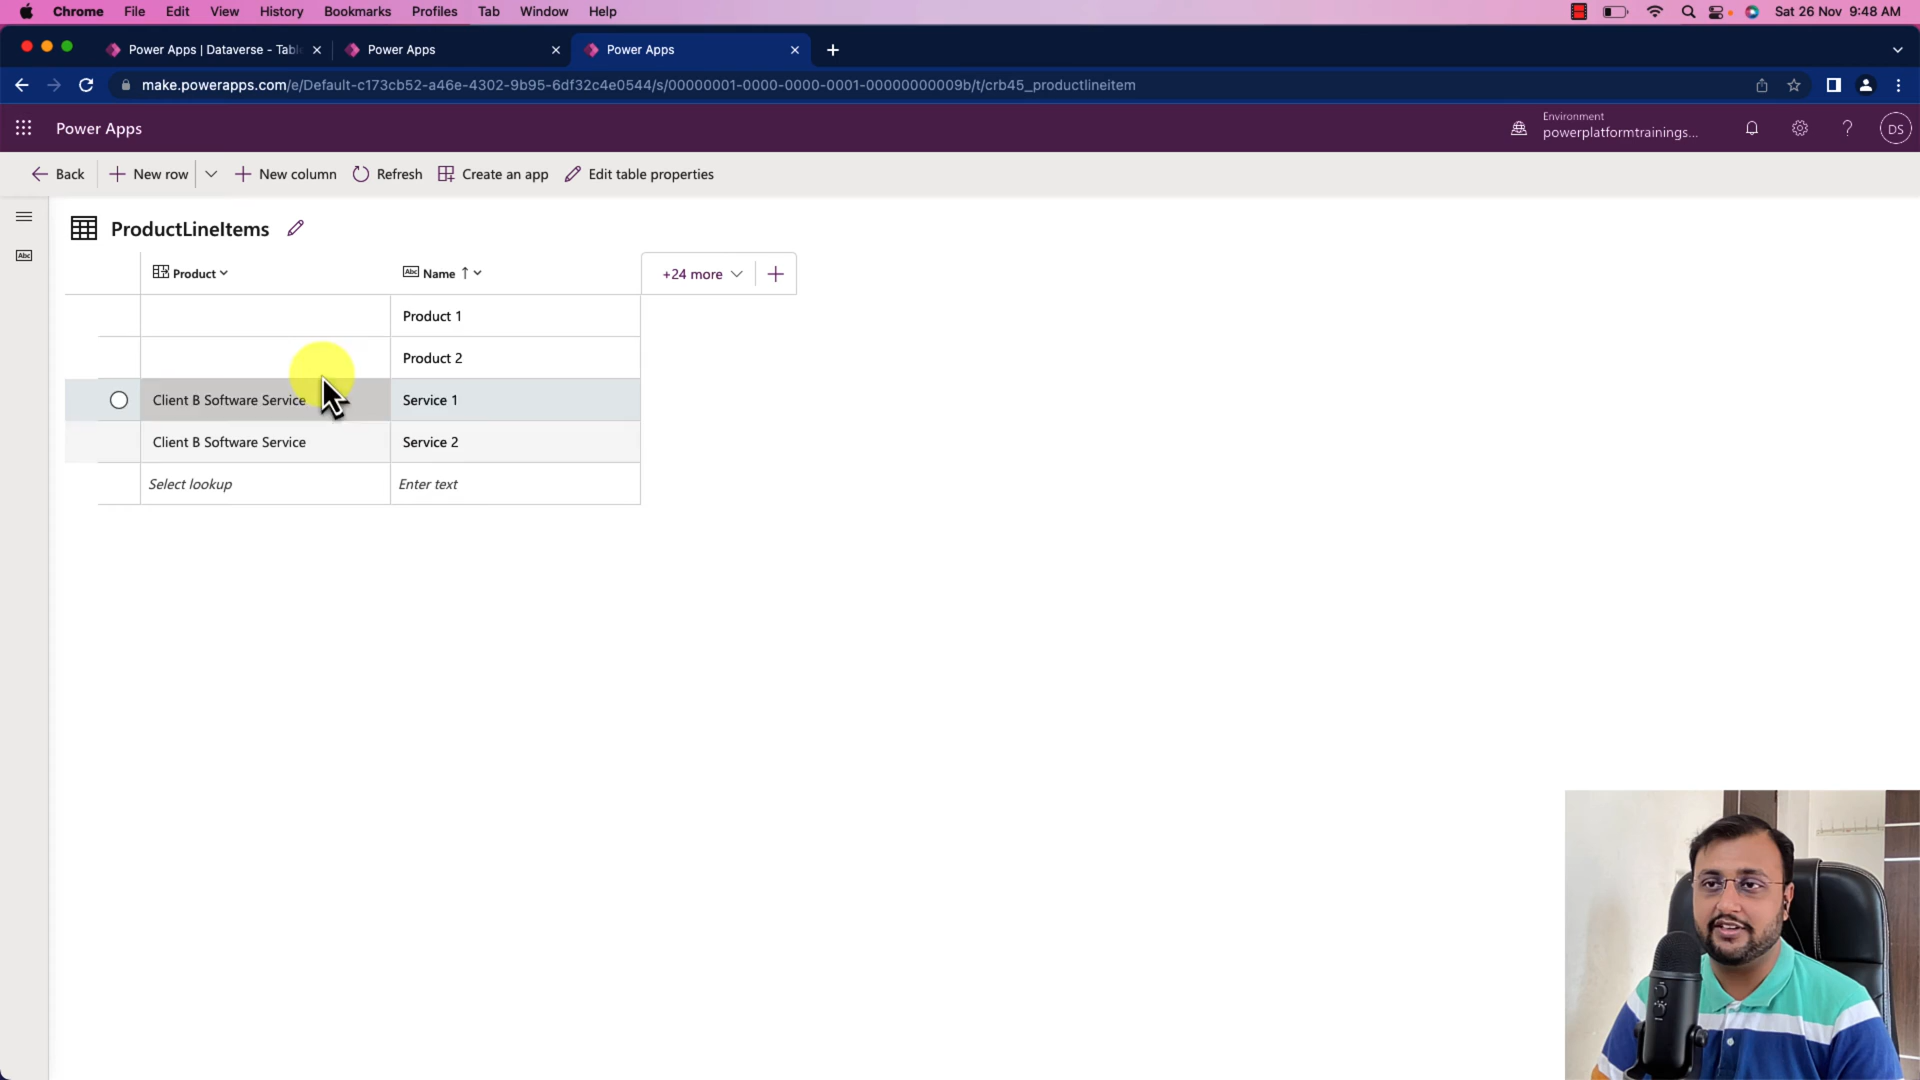 Chrome File Edit View History Bookmarks Profiles Tab Window Help Sat 26 Nov 9:48 AM
Power Apps | Dataverse - Tabl Power Apps Power Apps
make.powerapps.com/e/Default-c173cb52-a46e-4302-9b95-6df32c4e0544/s/00000001-0000-0000-0001-00000000009b/t/crb45_productlineitem
Power Apps
Environment
powerplatformtrainings...
DS
Back New row New column Refresh Create an app Edit table properties
ProductLineItems
Abc
Product Abc Name +24 more
Product 1
Product 2
Client B Software Service Service 1
Client B Software Service Service 2
Select lookup Enter text